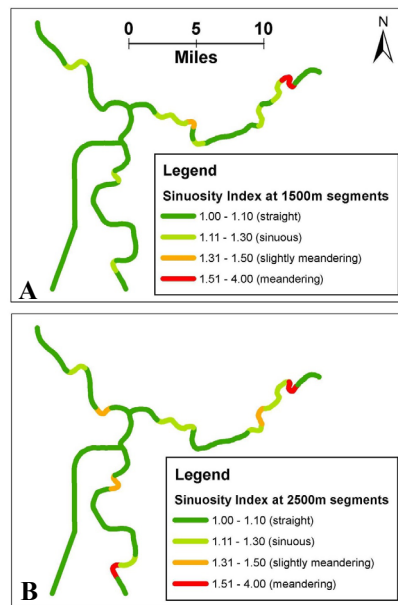 0 5 10
Miles
N
Legend
Sinuosity Index at 1500m segments
1.00 - 1.10 (straight)
1.11 - 1.30 (sinuous)
1.31 - 1.50 (slightly meandering)
1.51 - 4.00 (meandering)
A
Legend
Sinuosity Index at 2500m segments
1.00 - 1.10 (straight)
1.11 - 1.30 (sinuous)
1.31 - 1.50 (slightly meandering)
1.51 - 4.00 (meandering)
B